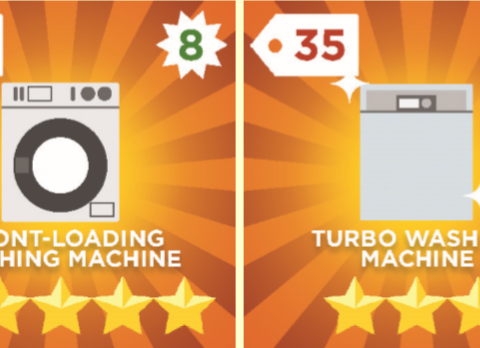 8
ONT-LOADING
HING MACHINE
35
TURBO WASH
MACHINE